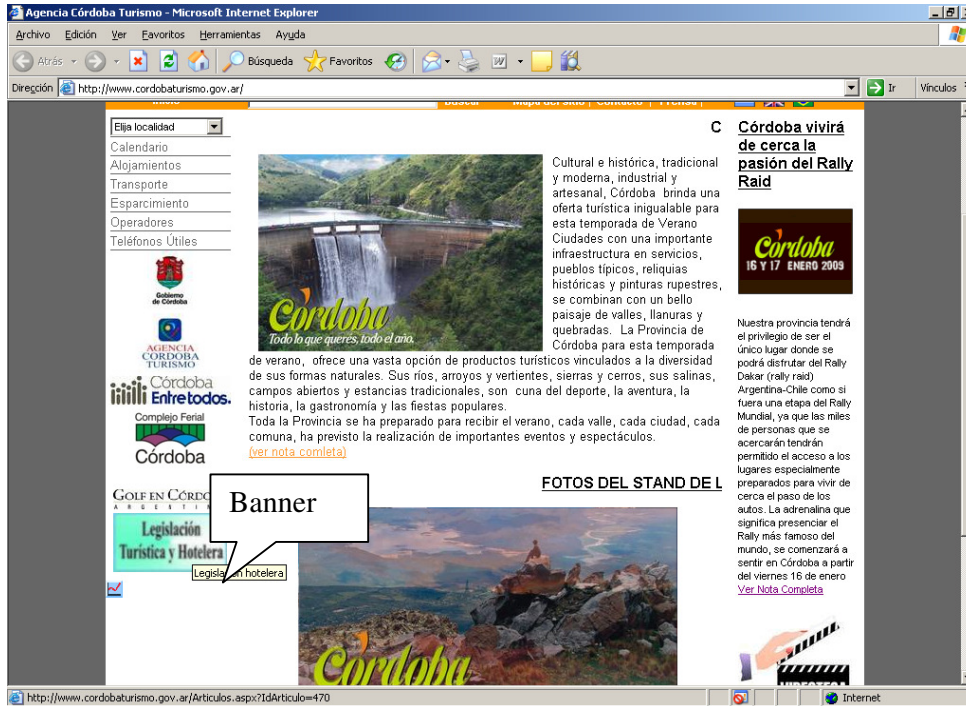 Agencia Córdoba Turismo - Microsoft Internet Explorer
Archivo Edición Ver Favoritos Herramientas Ayuda
Atrás Búsqueda Favoritos
Dirección http://www.cordobaturismo.gov.ar/ Ir Vínculos
Inicio Buscar Mapa del sitio | Contacto | Prensa |
Elija localidad
Calendario
Alojamientos
Transporte
Esparcimiento
Operadores
Teléfonos Útiles
Gobierno
de Córdoba
AGENCIA
CORDOBA
TURISMO
Córdoba
Entre todos.
Complejo Ferial
Córdoba
GOLF EN CÓRDO
ARGENTIN
Legislación
Turística y Hotelera
Legislación hotelera
Banner
C
Córdoba
Todo lo que queres, todo el año.
Cultural e histórica, tradicional
y moderna, industrial y
artesanal, Córdoba brinda una
oferta turística inigualable para
esta temporada de Verano
Ciudades con una importante
infraestructura en servicios,
pueblos típicos, reliquias
históricas y pinturas rupestres,
se combinan con un bello
paisaje de valles, llanuras y
quebradas. La Provincia de
Córdoba para esta temporada
de verano, ofrece una vasta opción de productos turísticos vinculados a la diversidad
de sus formas naturales. Sus ríos, arroyos y vertientes, sierras y cerros, sus salinas,
campos abiertos y estancias tradicionales, son cuna del deporte, la aventura, la
historia, la gastronomía y las fiestas populares.
Toda la Provincia se ha preparado para recibir el verano, cada valle, cada ciudad, cada
comuna, ha previsto la realización de importantes eventos y espectáculos.
(ver nota comleta)
FOTOS DEL STAND DE L
Córdoba
Córdoba vivirá
de cerca la
pasión del Rally
Raid
Córdoba
16 Y 17 ENERO 2009
Nuestra provincia tendrá
el privilegio de ser el
único lugar donde se
podrá disfrutar del Rally
Dakar (rally raid)
Argentina-Chile como si
fuera una etapa del Rally
Mundial, ya que las miles
de personas que se
acercarán tendrán
permitido el acceso a los
lugares especialmente
preparados para vivir de
cerca el paso de los
autos. La adrenalina que
significa presenciar el
Rally más famoso del
mundo, se comenzará a
sentir en Córdoba a partir
del viernes 16 de enero
Ver Nota Completa
http://www.cordobaturismo.gov.ar/Articulos.aspx?IdArticulo=470 Internet